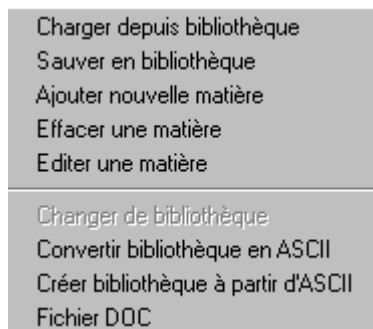 Charger depuis bibliothèque
Sauver en bibliothèque
Ajouter nouvelle matière
Effacer une matière
Editer une matière
Changer de bibliothèque
Convertir bibliothèque en ASCII
Créer bibliothèque à partir d'ASCII
Fichier DOC